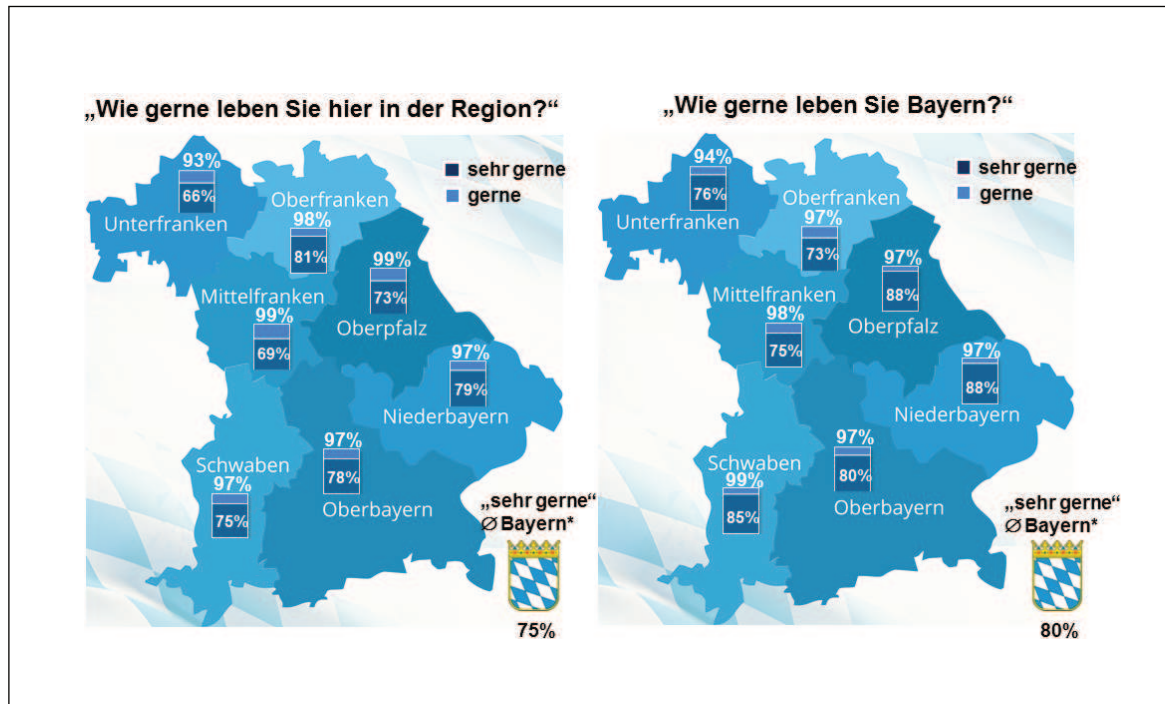 „Wie gerne leben Sie hier in der Region?“
sehr gerne
gerne
93%
66%
Unterfranken
Oberfranken
98%
81%
99%
73%
Oberpfalz
Mittelfranken
99%
69%
97%
79%
Niederbayern
97%
78%
Oberbayern
Schwaben
97%
75%
„sehr gerne“
∅ Bayern*
75%
„Wie gerne leben Sie Bayern?“
sehr gerne
gerne
94%
76%
Unterfranken
Oberfranken
97%
73%
97%
88%
Oberpfalz
Mittelfranken
98%
75%
97%
88%
Niederbayern
97%
80%
Oberbayern
Schwaben
99%
85%
„sehr gerne“
∅ Bayern*
80%